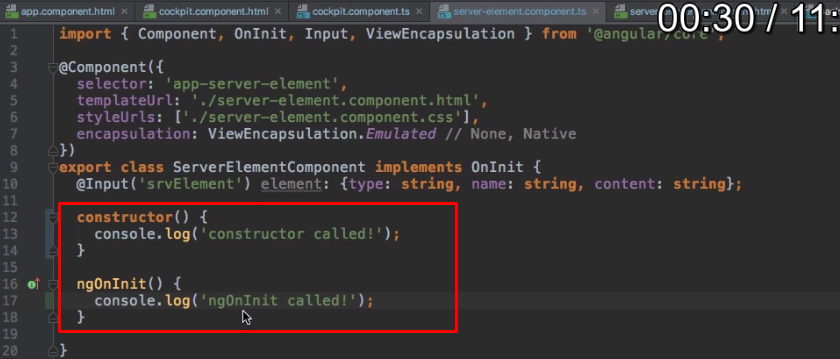 app.component.html × cockpit.component.html × cockpit.component.ts × server-element.component.ts × 00:30 / 11:
1 import { Component, OnInit, Input, ViewEncapsulation } from '@angular/core';
2
3 @Component({
4 selector: 'app-server-element',
5 templateUrl: './server-element.component.html',
6 styleUrls: ['./server-element.component.css'],
7 encapsulation: ViewEncapsulation.Emulated // None, Native
8 })
9 export class ServerElementComponent implements OnInit {
10 @Input('srvElement') element: {type: string, name: string, content: string};
11
12 constructor() {
13 console.log('constructor called!');
14 }
15
16 ngOnInit() {
17 console.log('ngOnInit called!');
18 }
19
20 }